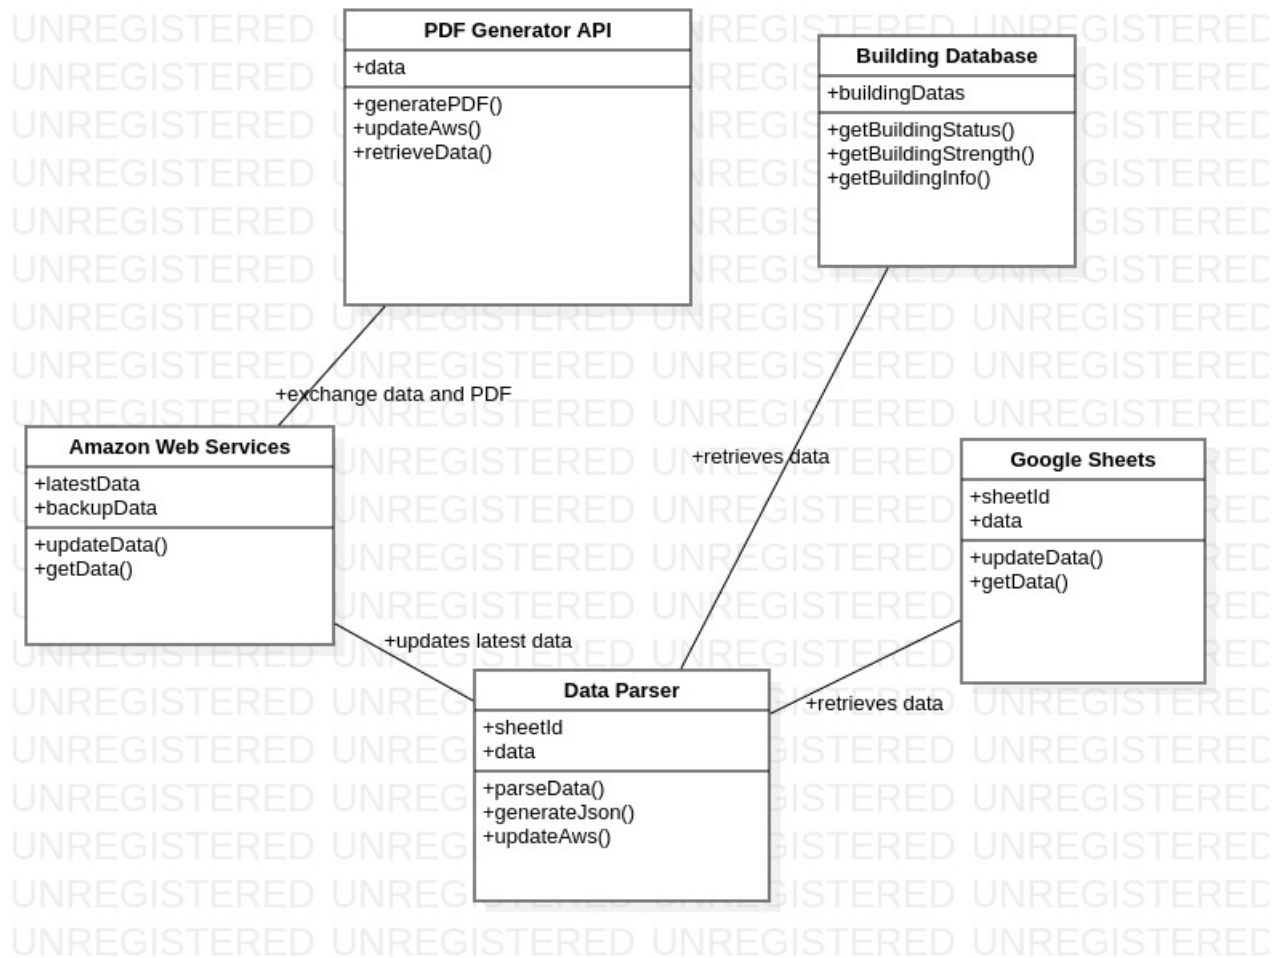 PDF Generator API
+data
+generatePDF()
+updateAws()
+retrieveData()
Building Database
+buildingDatas
+getBuildingStatus()
+getBuildingStrength()
+getBuildingInfo()
+exchange data and PDF
Amazon Web Services
+latestData
+backupData
+updateData()
+getData()
+retrieves data
Google Sheets
+sheetId
+data
+updateData()
+getData()
+updates latest data
+retrieves data
Data Parser
+sheetId
+data
+parseData()
+generateJson()
+updateAws()
UNREGISTERED